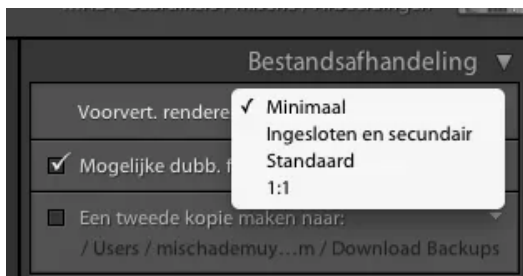 Bestandsafhandeling
Voorvert. rendere
✓ Minimaal
Ingesloten en secundair
Standaard
1:1
Mogelijke dubb. f
Een tweede kopie maken naar:
/ Users / mischademuy...m / Download Backups